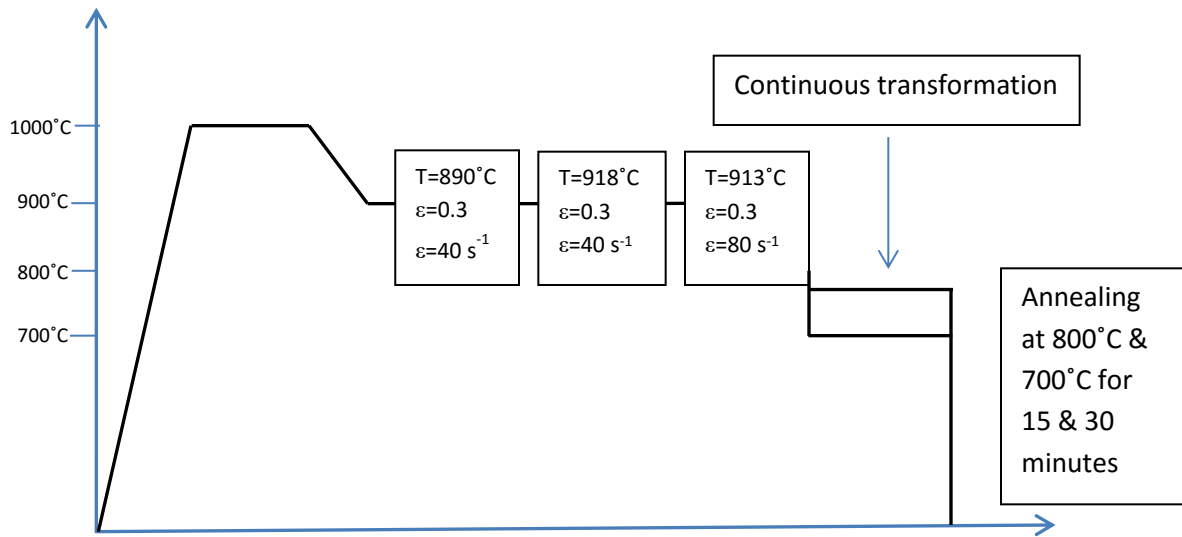 Continuous transformation
1000˚C
900˚C
800˚C
700˚C
T=890˚C
ε=0.3
ε=40 s⁻¹
T=918˚C
ε=0.3
ε=40 s⁻¹
T=913˚C
ε=0.3
ε=80 s⁻¹
Annealing
at 800˚C &
700˚C for
15 & 30
minutes